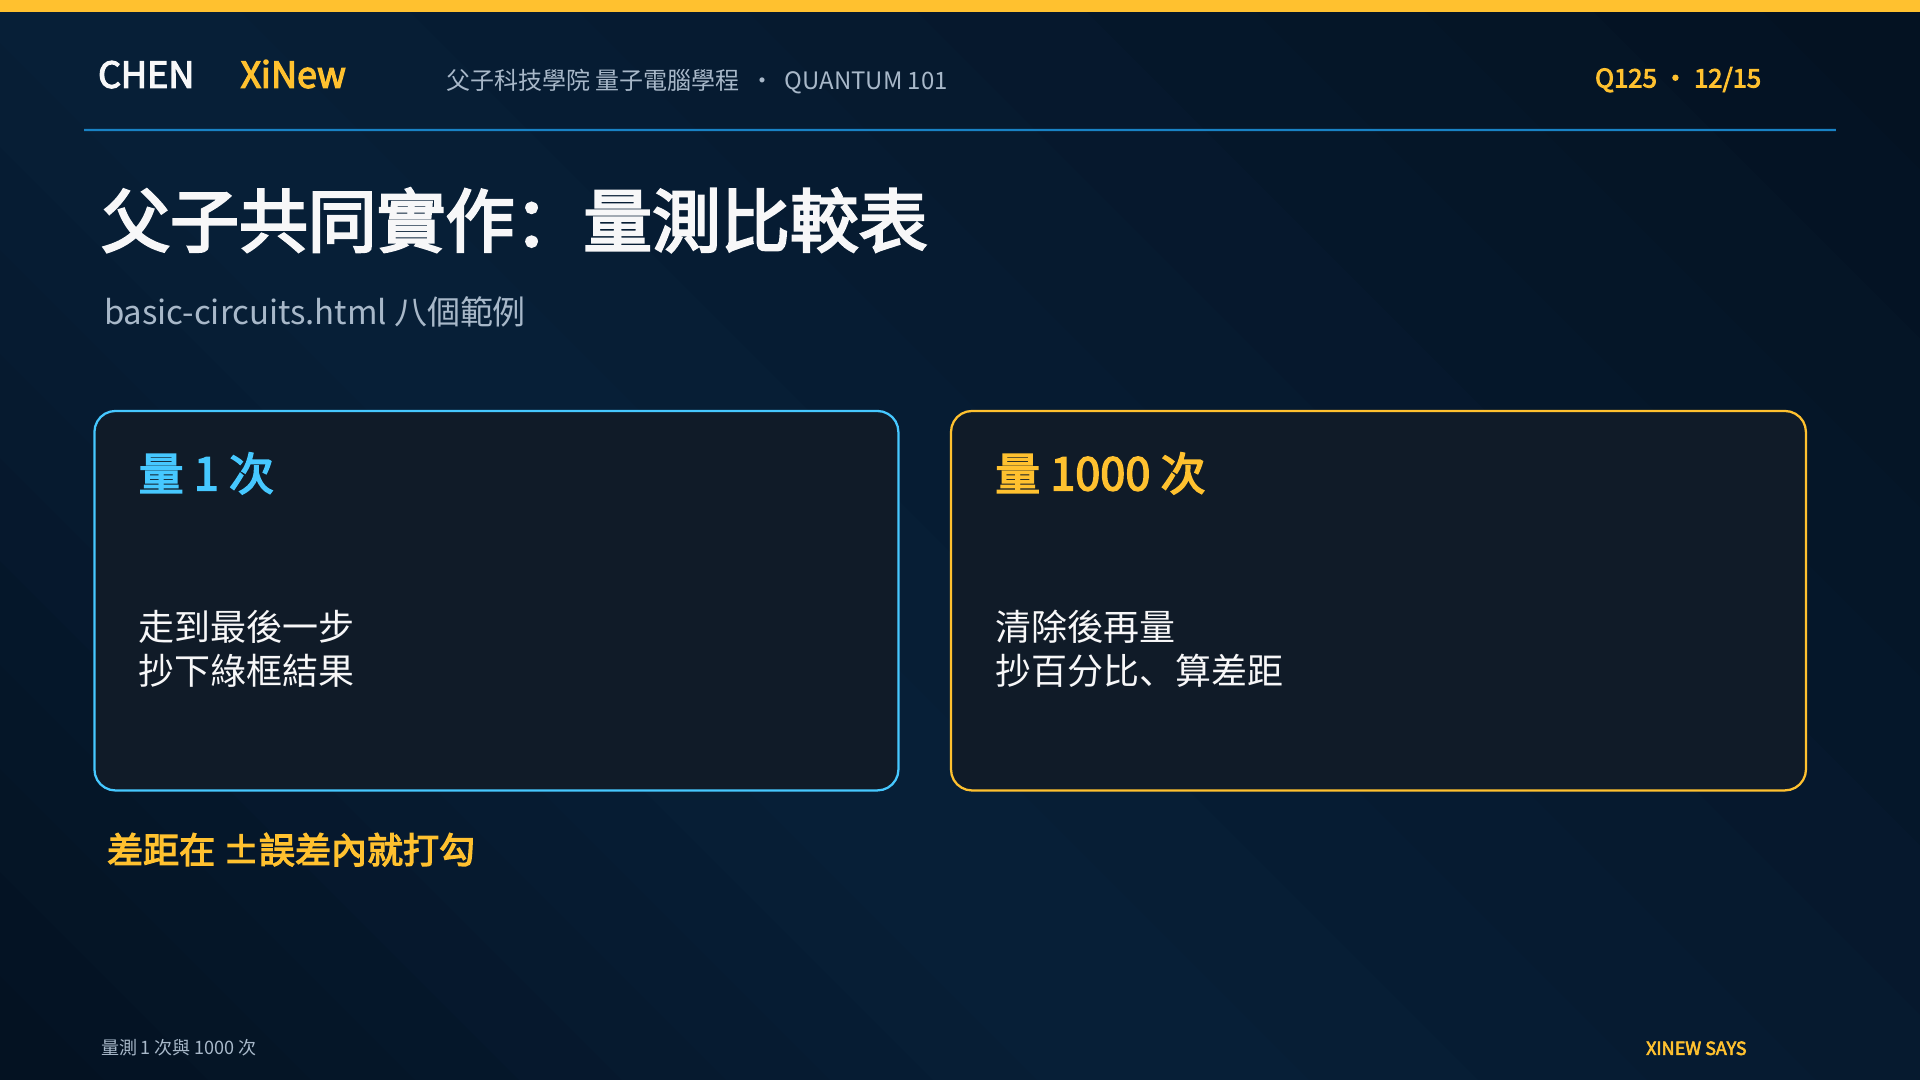 CHEN XiNew 父子科技學院 量子電腦學程 · QUANTUM 101 Q125 · 12/15
父子共同實作：量測比較表
basic-circuits.html 八個範例
量 1 次
走到最後一步
抄下綠框結果
量 1000 次
清除後再量
抄百分比、算差距
差距在 ±誤差內就打勾
量測 1 次與 1000 次
XINEW SAYS